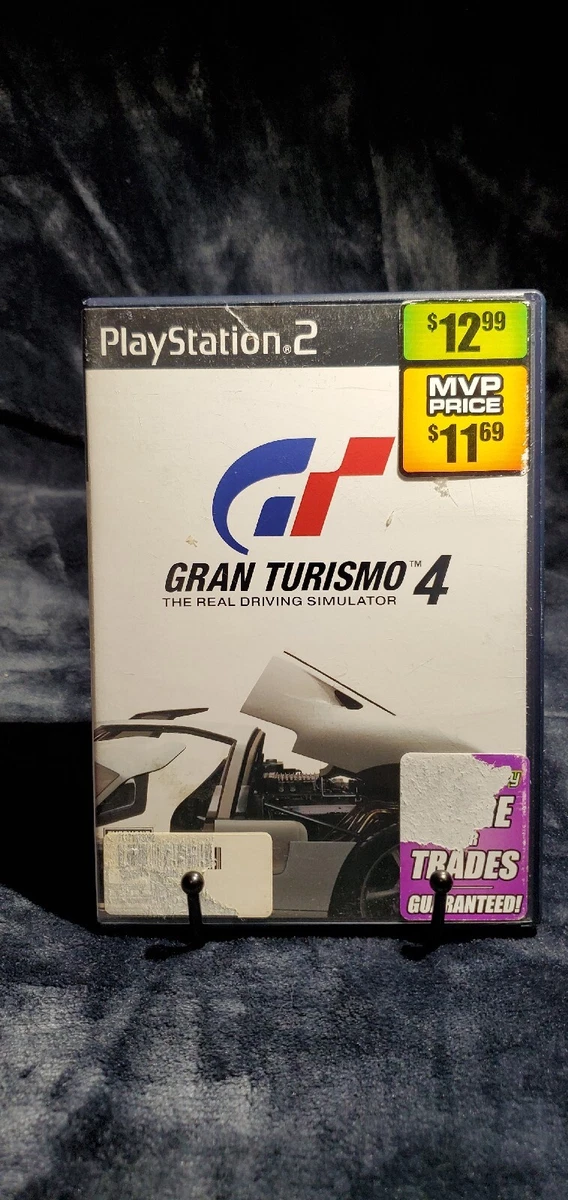 PlayStation®2
$12.99
MVP
PRICE
$11.69
GRAN TURISMO™ 4
THE REAL DRIVING SIMULATOR
TRADES
GUARANTEED!